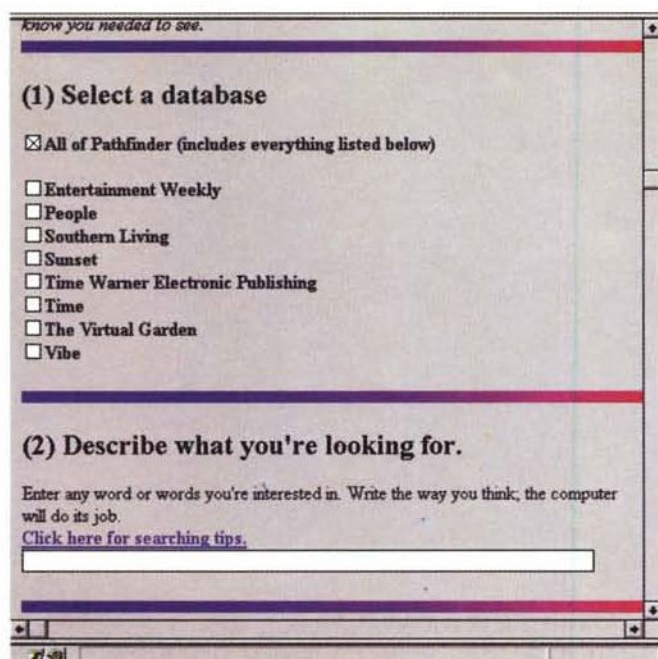 know you needed to see.
(1) Select a database
All of Pathfinder (includes everything listed below)
Entertainment Weekly
People
Southern Living
Sunset
Time Warner Electronic Publishing
Time
The Virtual Garden
Vibe
(2) Describe what you're looking for.
Enter any word or words you're interested in. Write the way you think; the computer
will do its job.
Click here for searching tips.